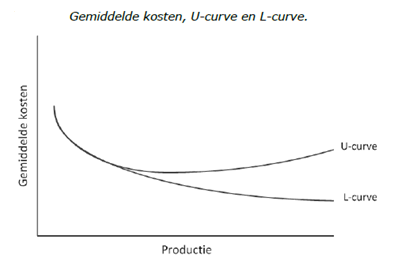 Gemiddelde kosten, U-curve en L-curve.
Gemiddelde kosten
U-curve
L-curve
Productie